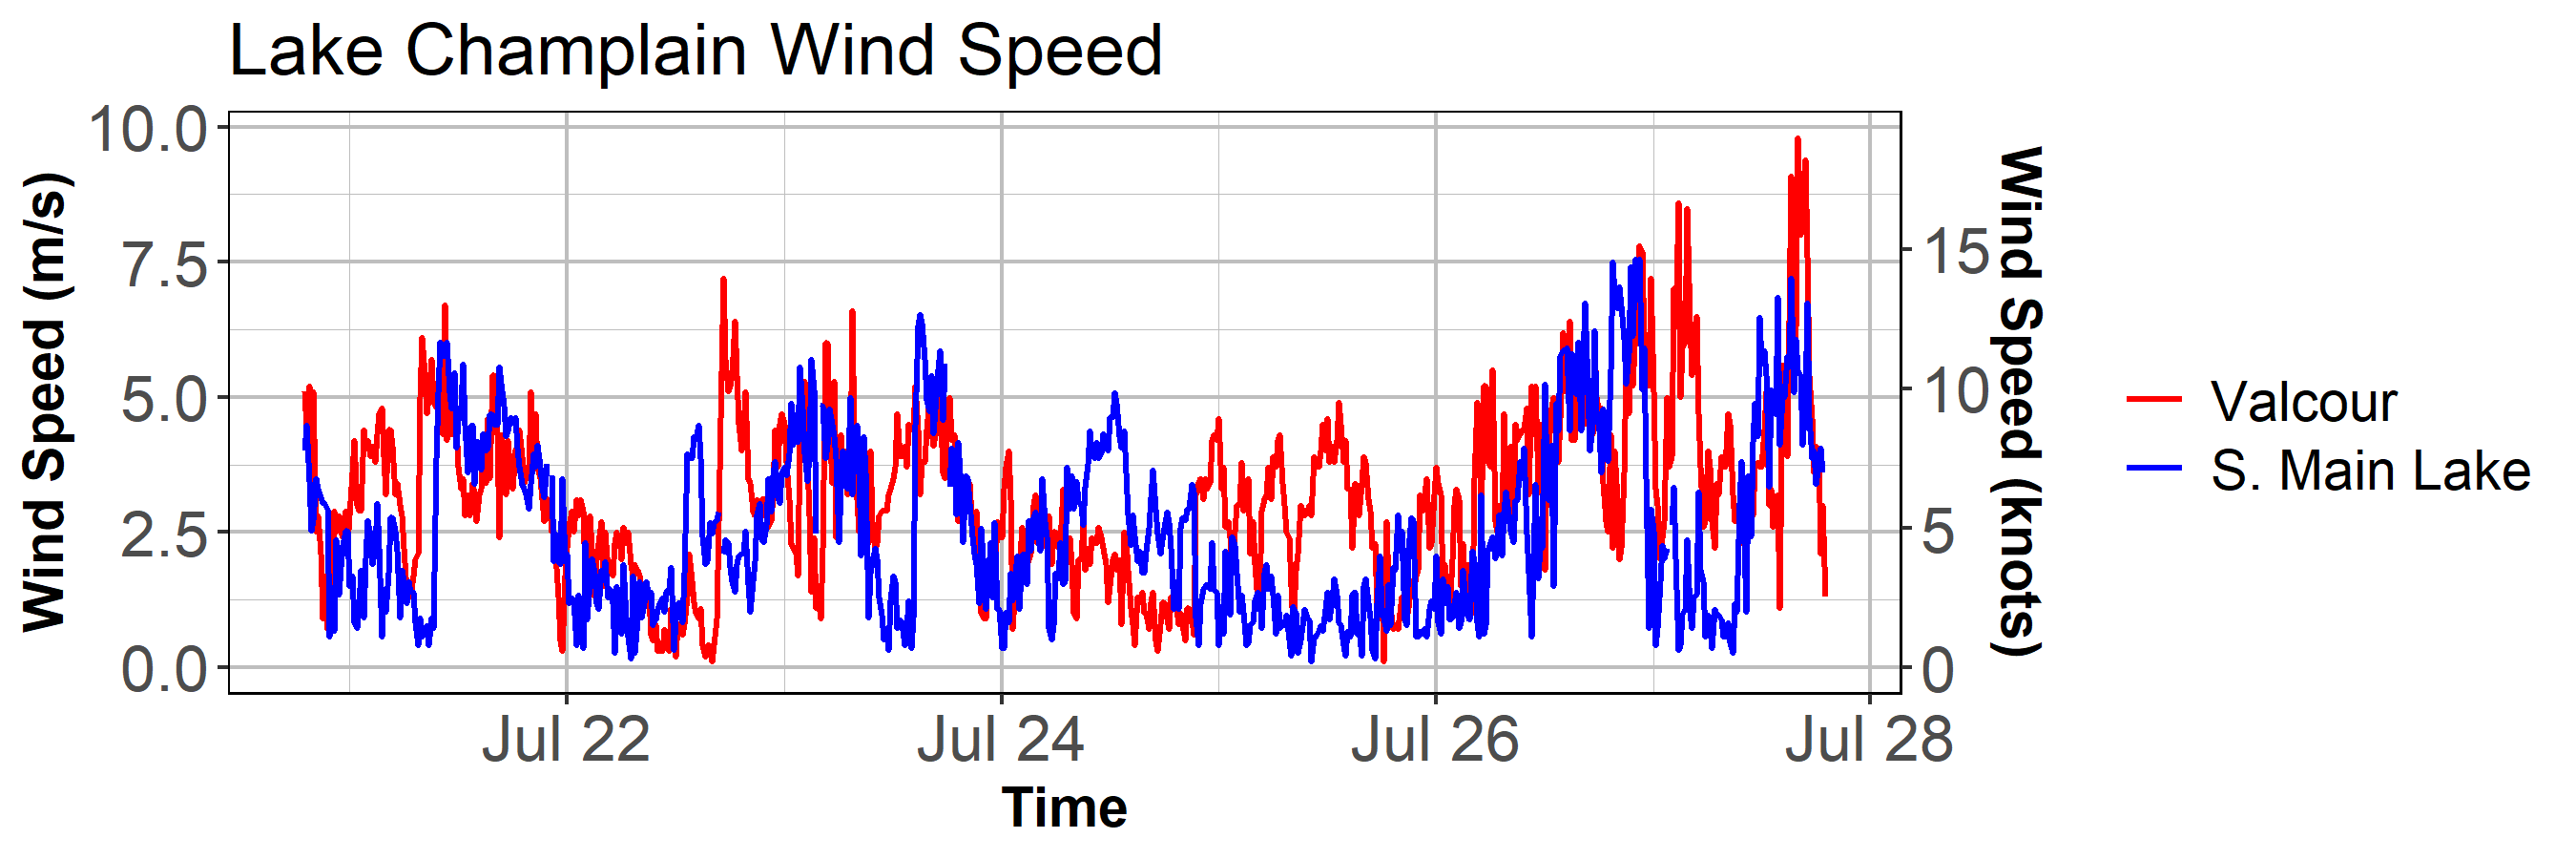 Lake Champlain Wind Speed
Wind Speed (m/s)
10.0
7.5
5.0
2.5
0.0
15
10
5
0
Wind Speed (knots)
Jul 22
Jul 24
Jul 26
Jul 28
Time
Valcour
S. Main Lake